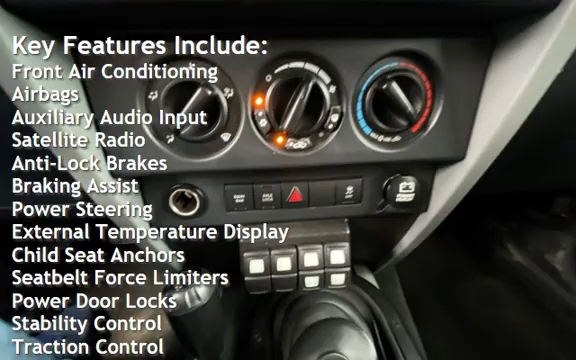 Key Features Include:
Front Air Conditioning
Airbags
Auxiliary Audio Input
Satellite Radio
Anti-Lock Brakes
Braking Assist
Power Steering
External Temperature Display
Child Seat Anchors
Seatbelt Force Limiters
Power Door Locks
Stability Control
Traction Control